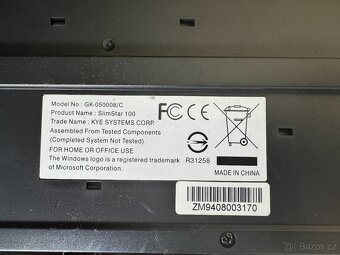 Model No : GK-050008/C
Product Name : SlimStar 100
Trade Name : KYE SYSTEMS CORP.
Assembled From Tested Components
(Completed System Not Tested)
FOR HOME OR OFFICE USE
The Windows logo is a registered trademark
of Microsoft Corporation.
FC CE
R31258
MADE IN CHINA
ZM9408003170
bazos.cz